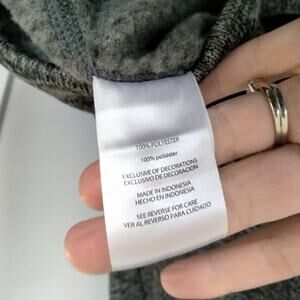 100% POLYESTER
100% poliester
EXCLUSIVE OF DECORATIONS
EXCLUSIVO DE DECORACION
MADE IN INDONESIA
HECHO EN INDONESIA
SEE REVERSE FOR CARE
VER AL REVERSO PARA CUIDADO